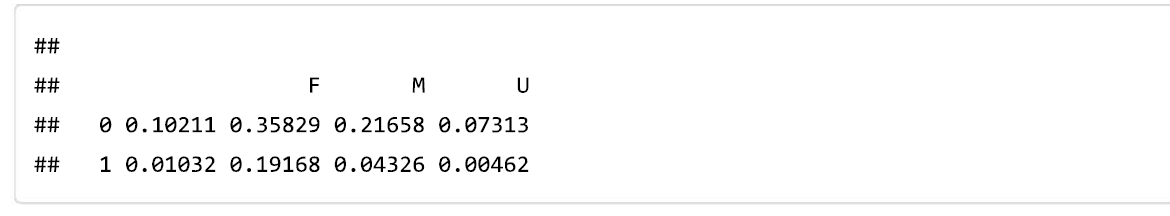 ##
##                   F       M       U
##   0 0.10211 0.35829 0.21658 0.07313
##   1 0.01032 0.19168 0.04326 0.00462